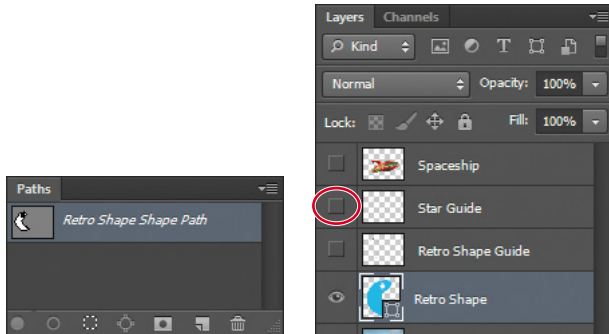 Paths
Retro Shape Shape Path
Layers Channels
Kind
Normal Opacity: 100%
Lock: Fill: 100%
Spaceship
Star Guide
Retro Shape Guide
Retro Shape